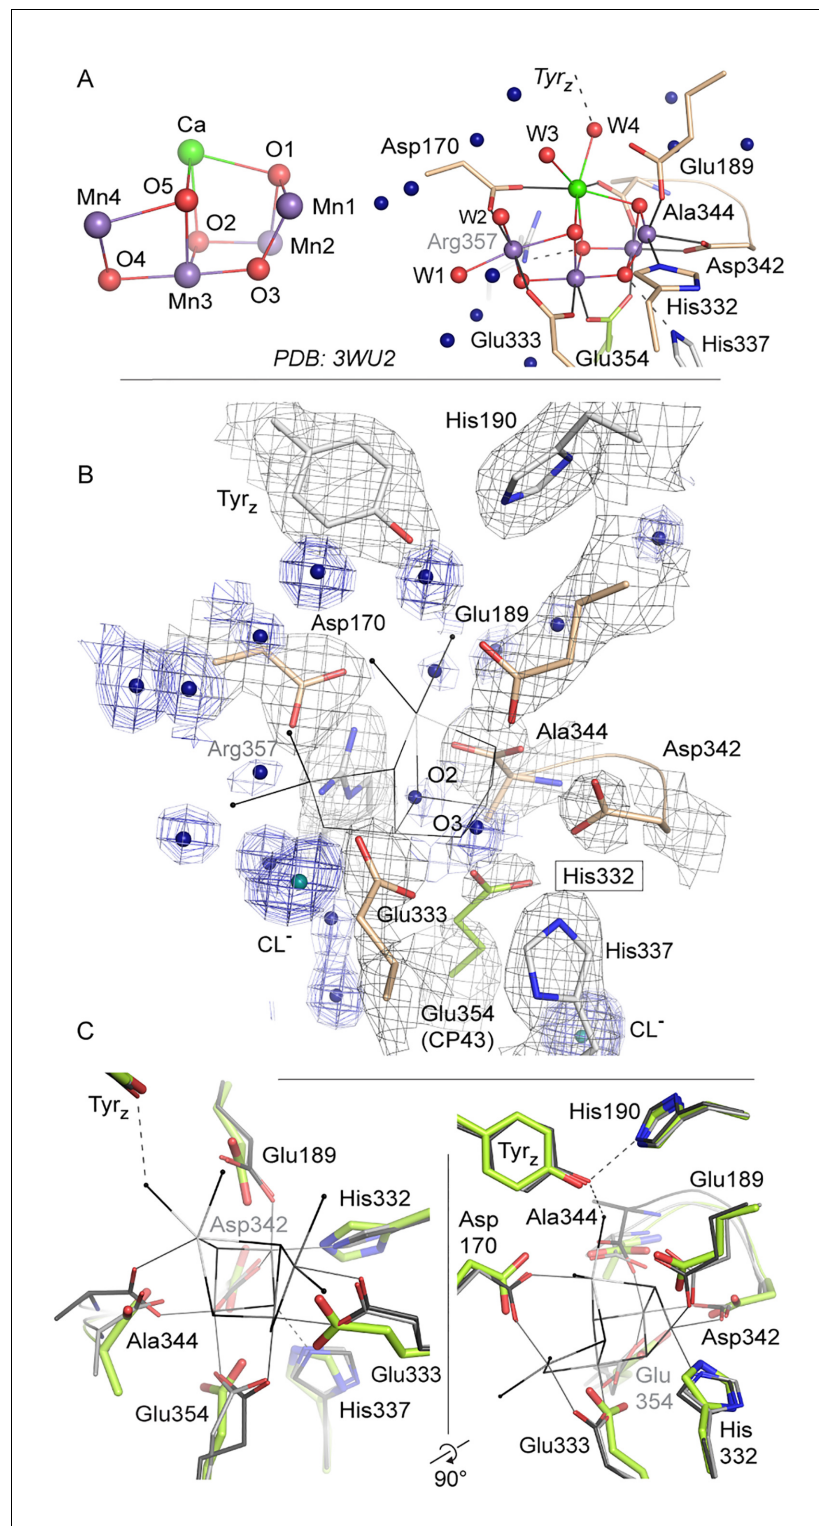 A
Ca
O1
O5
Mn4
Mn1
O2
Mn2
O4
Mn3
O3
Tyrz
W3
W4
Asp170
Glu189
W2
Ala344
Arg357
Asp342
W1
His332
Glu333
His337
Glu354
PDB: 3WU2
B
His190
Tyrz
Asp170
Glu189
Arg357
Ala344
Asp342
O2
O3
His332
Glu333
CL-
His337
Glu354
(CP43)
CL-
C
Tyrz
Glu189
His332
Asp342
Ala344
Glu333
Glu354
His337
90°
His190
Tyrz
Glu189
Ala344
Asp
170
Asp342
Glu
354
Glu333
His
332